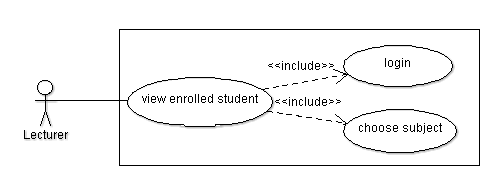 <<include>>
login
view enrolled student
<<include>>
choose subject
Lecturer